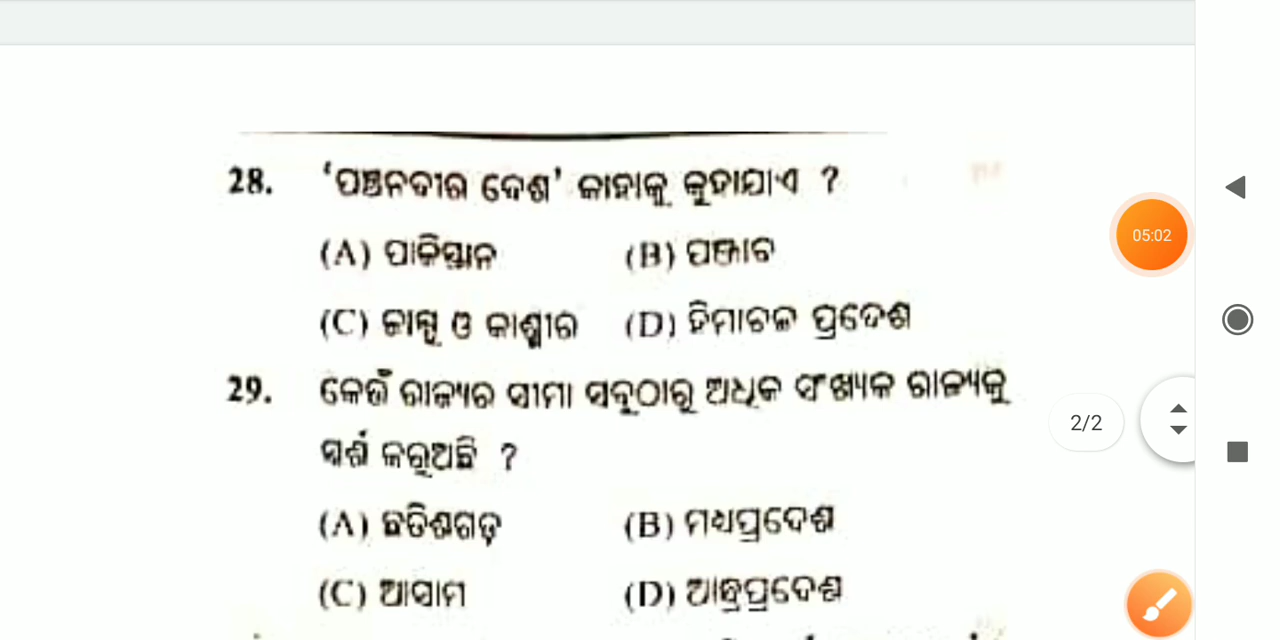 28. 'ପଞ୍ଚନଦୀର ଦେଶ' କାହାକୁ କୁହାଯାଏ ?
(A) ପାକିସ୍ତାନ (B) ପଞ୍ଜାବ
(C) ଜାମ୍ମୁ ଓ କାଶ୍ମୀର (D) ହିମାଚଳ ପ୍ରଦେଶ
29. କେଉଁ ରାଜ୍ୟର ସୀମା ସବୁଠାରୁ ଅଧିକ ସଂଖ୍ୟକ ରାଜ୍ୟକୁ
ସ୍ପର୍ଶ କରୁଅଛି ?
(A) ଛତିଶଗଡ଼ (B) ମଧ୍ୟପ୍ରଦେଶ
(C) ଆସାମ (D) ଆନ୍ଧ୍ରପ୍ରଦେଶ
05:02
2/2